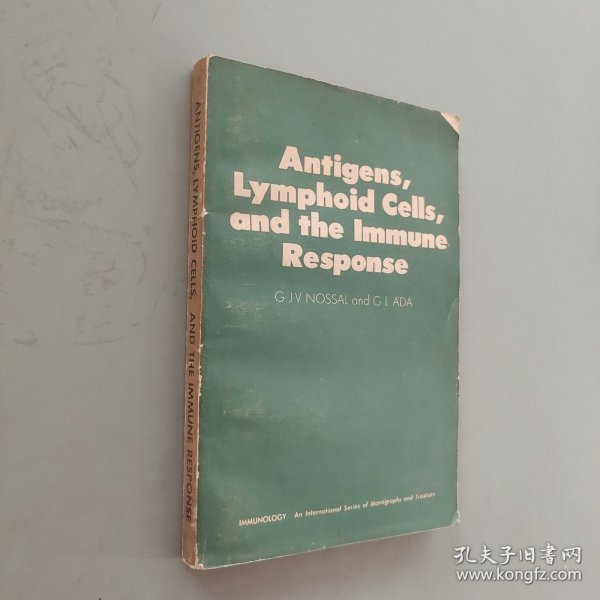 Antigens,
Lymphoid Cells,
and the Immune
Response
G J V NOSSAL and G L ADA
IMMUNOLOGY An International Series of Monographs and Treatises
ANTIGENS, LYMPHOID CELLS, AND THE IMMUNE RESPONSE
孔夫子旧书网
www.kongfz.com